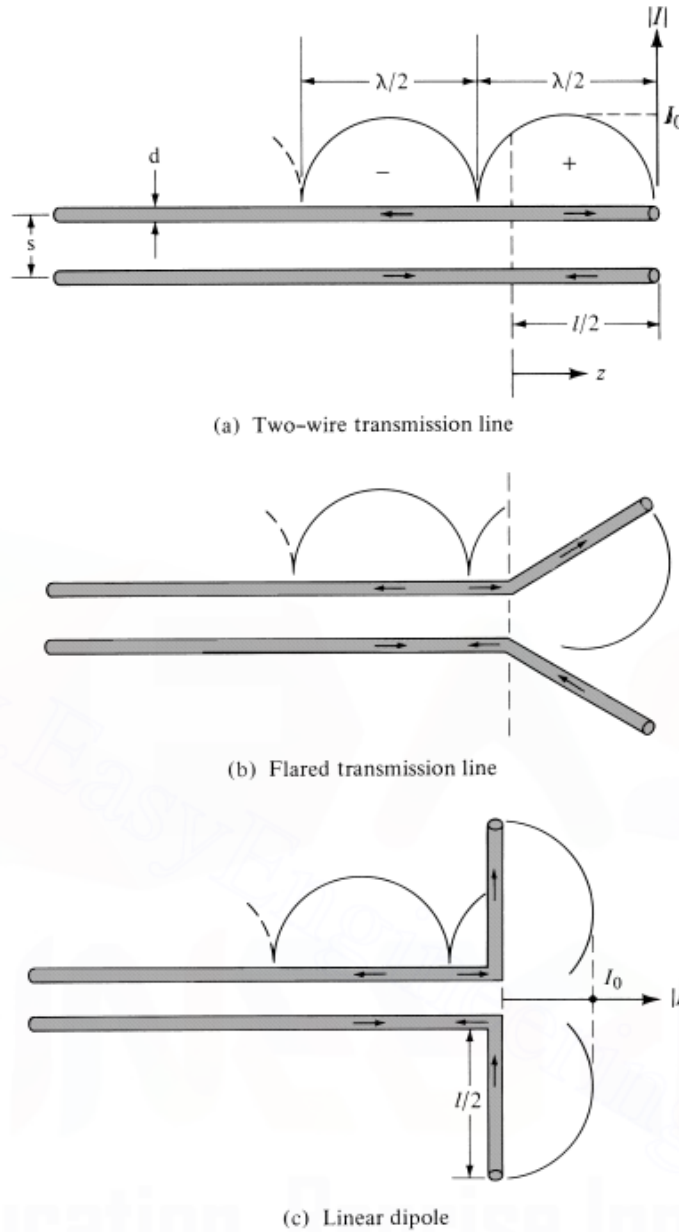 |I|
λ/2 λ/2
I₀
d
− +
s
l/2
z
(a) Two-wire transmission line
(b) Flared transmission line
I₀
l/2
(c) Linear dipole